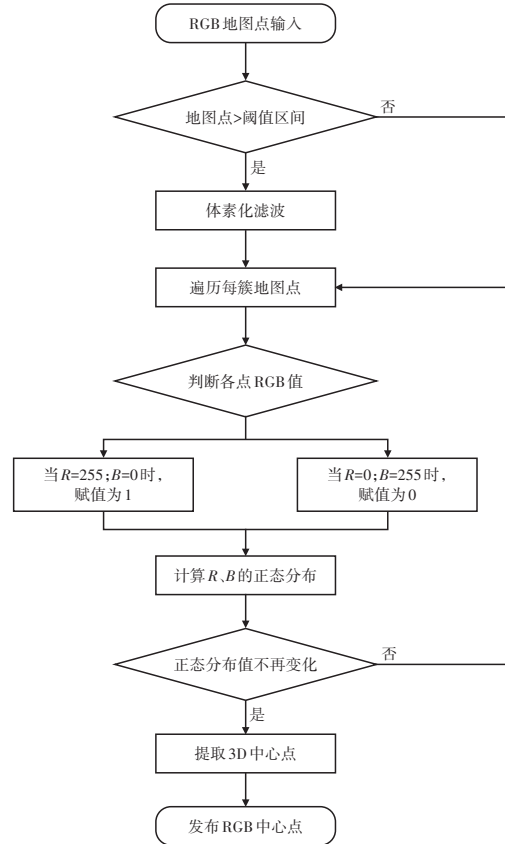 RGB地图点输入
地图点>阈值区间
否
是
体素化滤波
遍历每簇地图点
判断各点RGB值
当R=255;B=0时，
赋值为1
当R=0;B=255时，
赋值为0
计算R、B的正态分布
正态分布值不再变化
否
是
提取3D中心点
发布RGB中心点